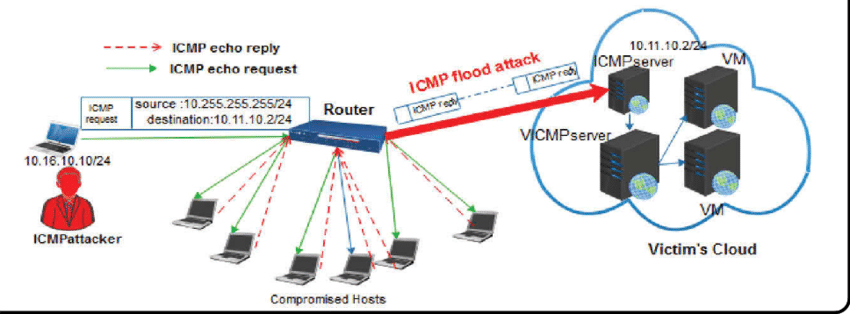 ICMP echo reply
ICMP echo request
ICMP request
source :10.255.255.255/24
destination:10.11.10.2/24
10.16.10.10/24
ICMPattacker
Router
ICMP flood attack
ICMP reply
ICMP reply
10.11.10.2/24
ICMPserver
VM
VICMPserver
VM
Victim's Cloud
Compromised Hosts